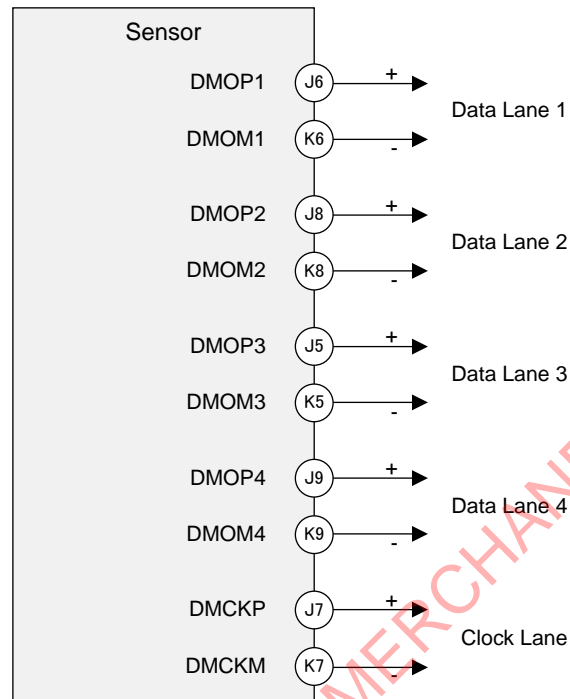 Sensor
DMOP1 J6 +
Data Lane 1
DMOM1 K6 -
DMOP2 J8 +
Data Lane 2
DMOM2 K8 -
DMOP3 J5 +
Data Lane 3
DMOM3 K5 -
DMOP4 J9 +
Data Lane 4
DMOM4 K9 -
DMCKP J7 +
Clock Lane
DMCKM K7 -